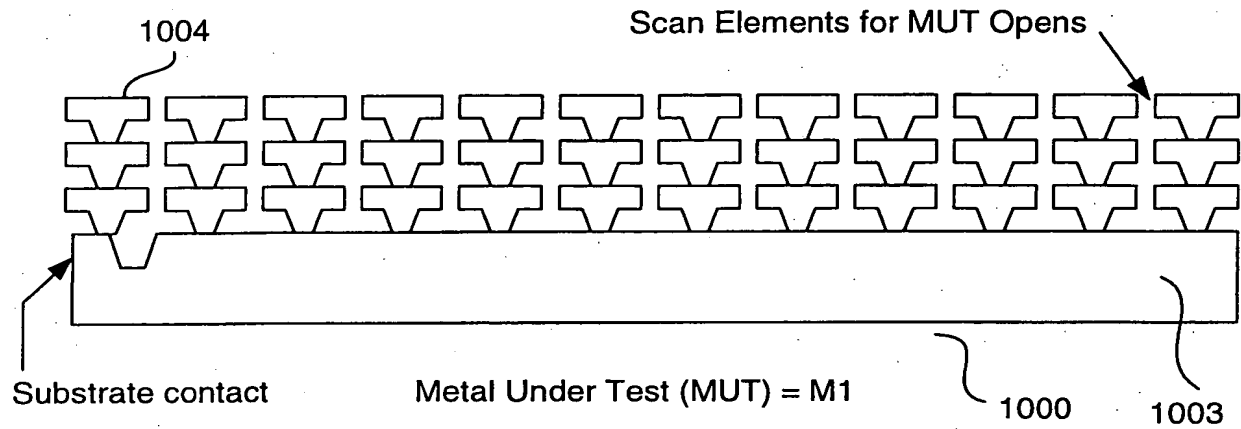 1004
Scan Elements for MUT Opens
Substrate contact
Metal Under Test (MUT) = M1
1000
1003